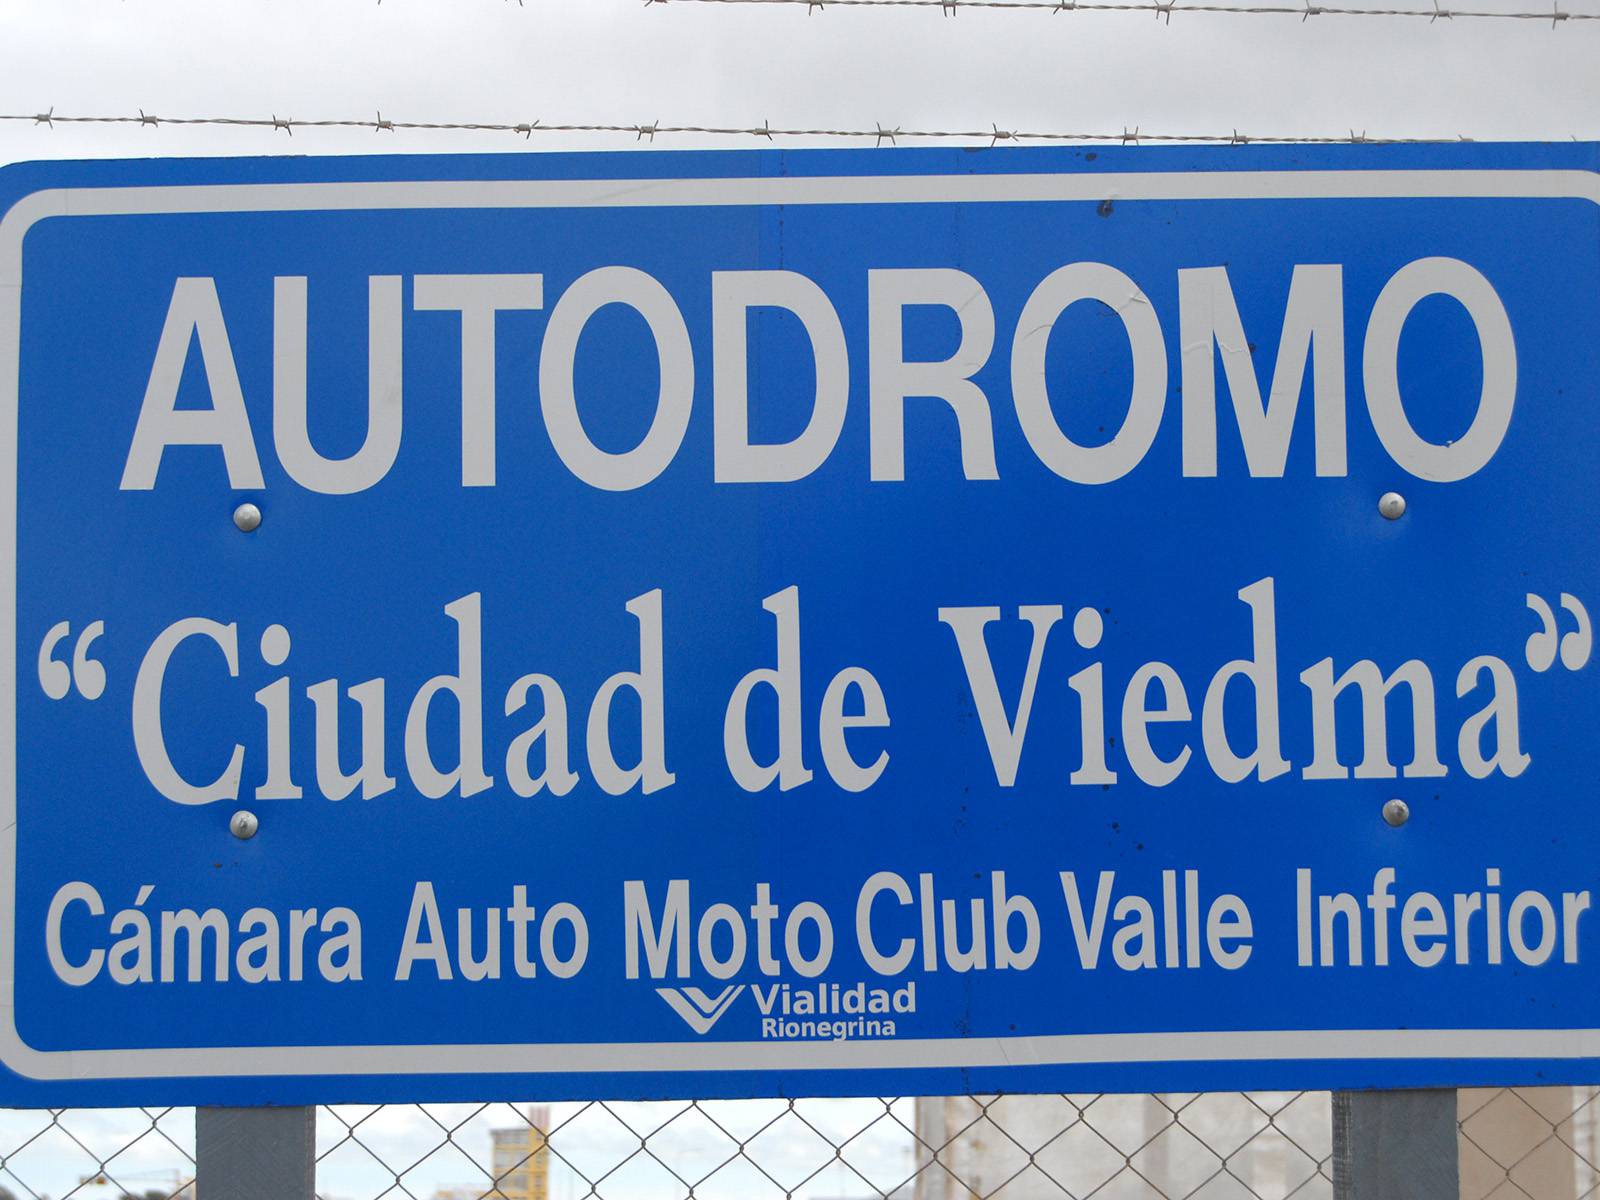 AUTODROMO
“Ciudad de Viedma”
Cámara Auto Moto Club Valle Inferior
Vialidad
Rionegrina